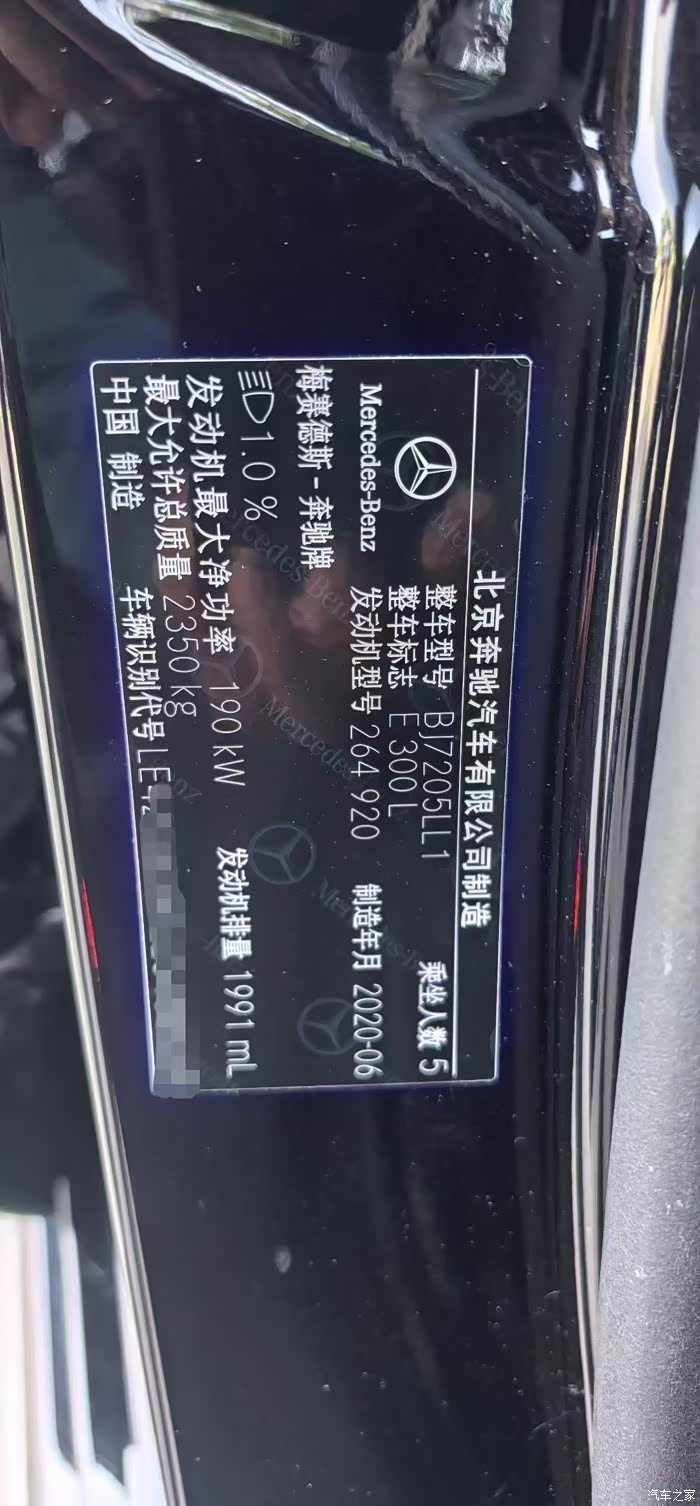 北京奔驰汽车有限公司制造
整车型号 BJ7205LL1 乘坐人数 5
整车标志 E 300 L
Mercedes-Benz 发动机型号 264 920 制造年月 2020-06
梅赛德斯-奔驰牌
1.0 %
发动机最大净功率 190 kW 发动机排量 1991 mL
最大允许总质量 2350 kg
中国 制造 车辆识别代号 LE4
汽车之家